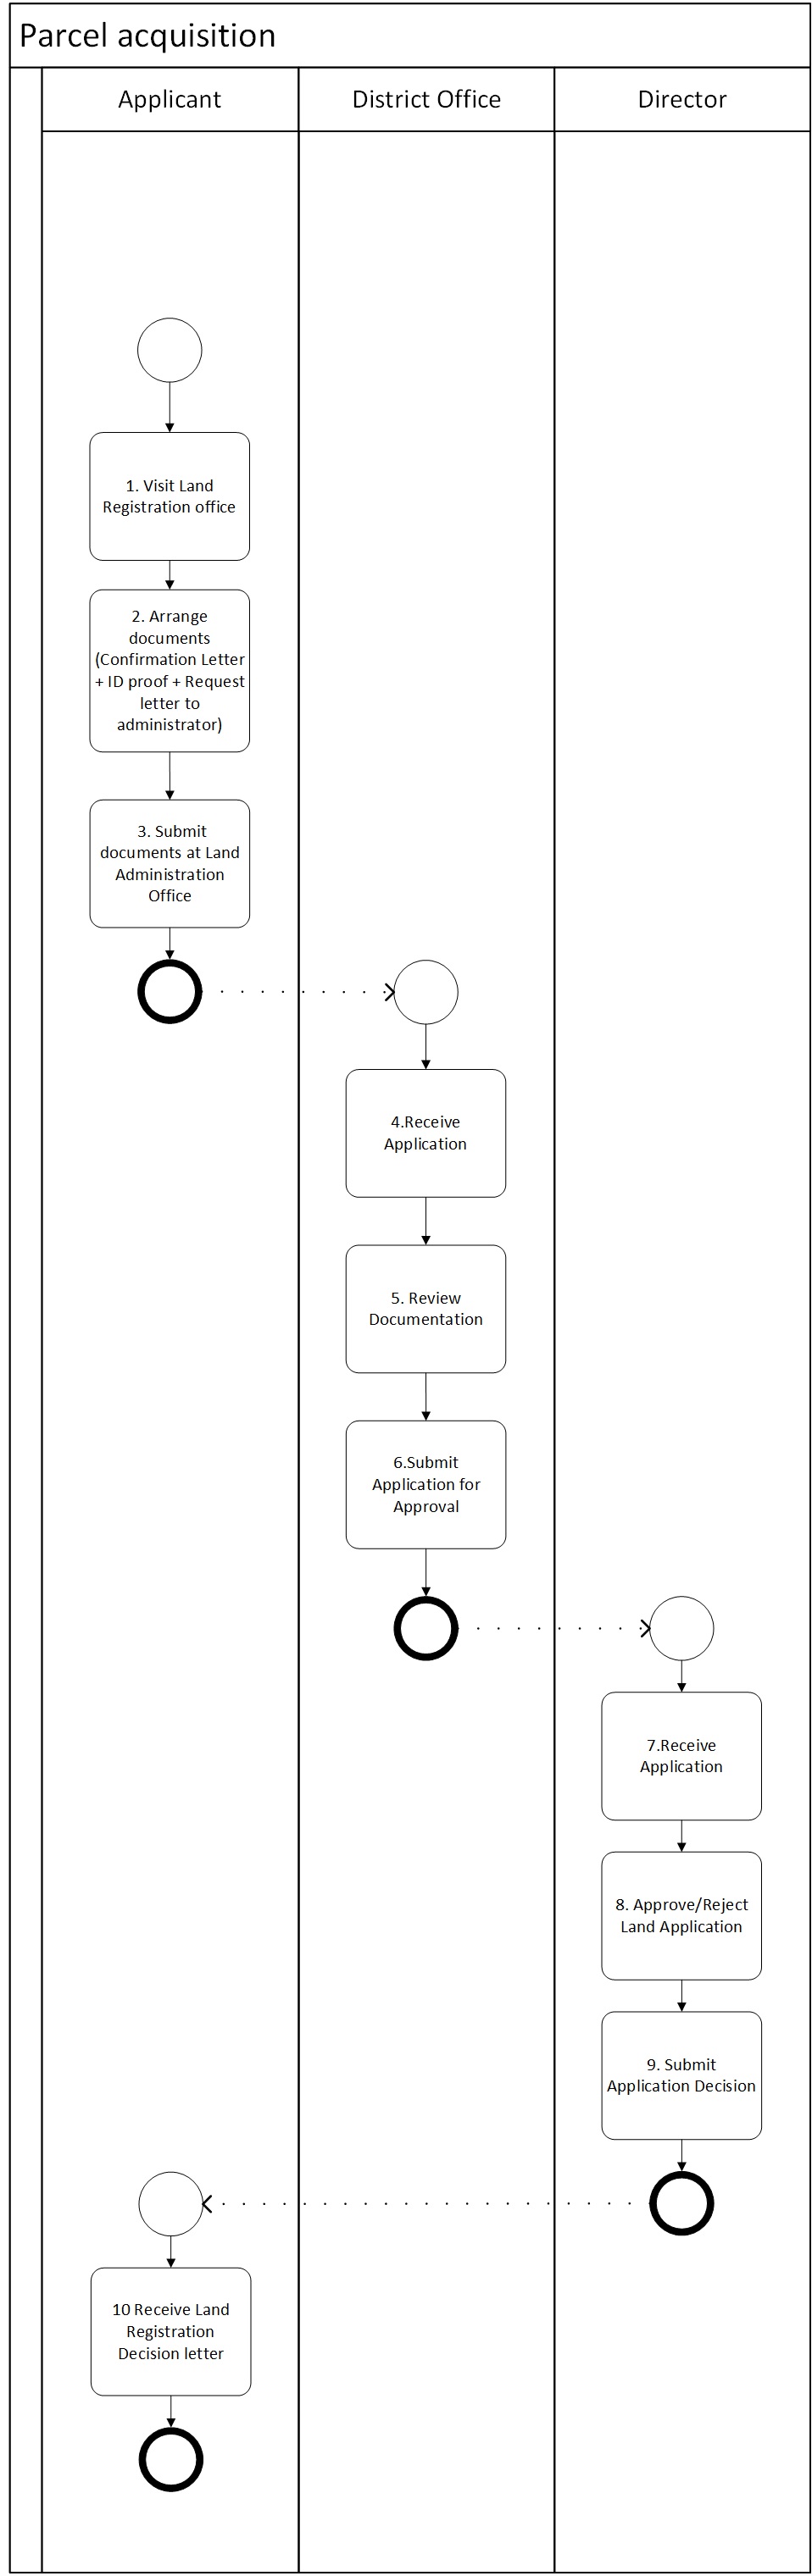 Parcel acquisition
Applicant
District Office
Director
1. Visit Land
Registration office
2. Arrange
documents
(Confirmation Letter
+ ID proof + Request
letter to
administrator)
3. Submit
documents at Land
Administration
Office
4.Receive
Application
5. Review
Documentation
6.Submit
Application for
Approval
7.Receive
Application
8. Approve/Reject
Land Application
9. Submit
Application Decision
10 Receive Land
Registration
Decision letter